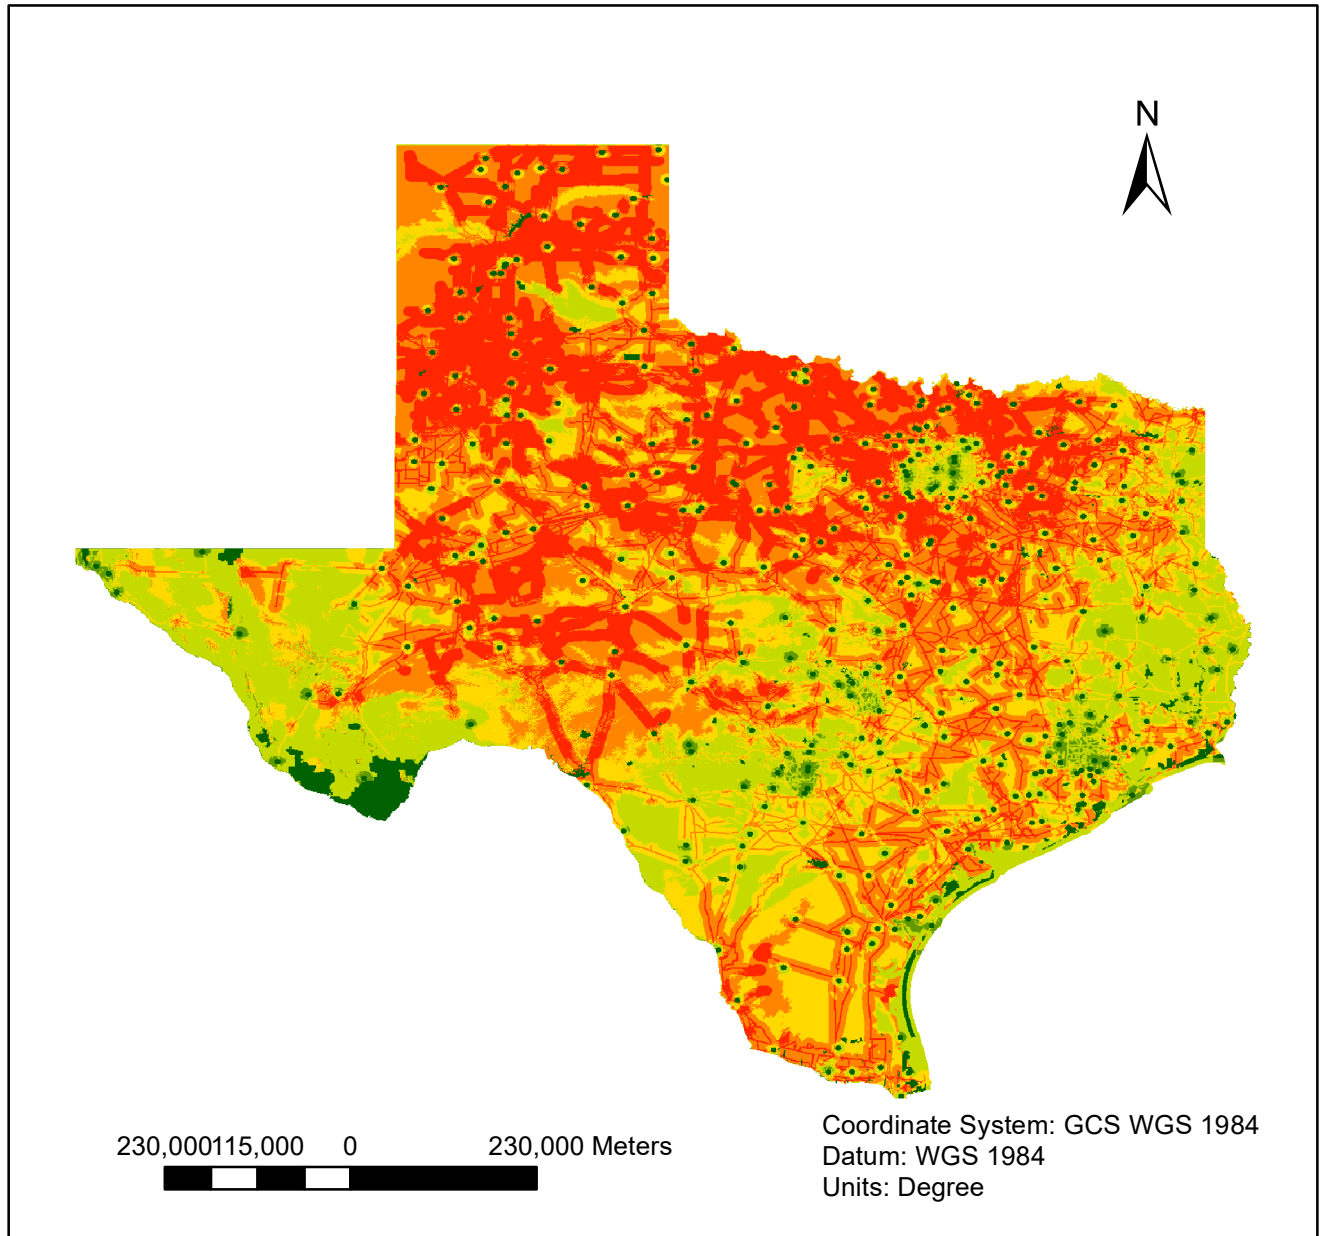 N
230,000115,000 0 230,000 Meters
Coordinate System: GCS WGS 1984
Datum: WGS 1984
Units: Degree